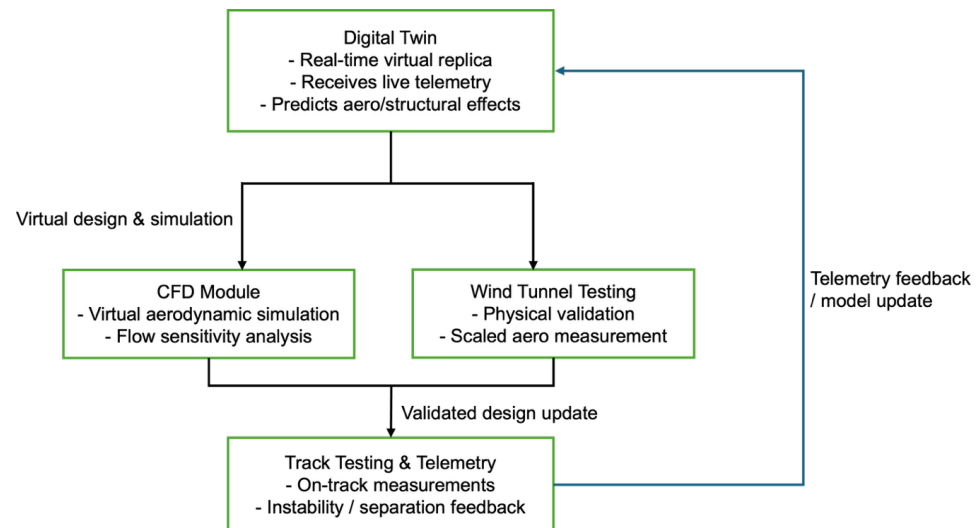 Digital Twin
- Real-time virtual replica
- Receives live telemetry
- Predicts aero/structural effects
Virtual design & simulation
CFD Module
- Virtual aerodynamic simulation
- Flow sensitivity analysis
Wind Tunnel Testing
- Physical validation
- Scaled aero measurement
Telemetry feedback
/ model update
Validated design update
Track Testing & Telemetry
- On-track measurements
- Instability / separation feedback